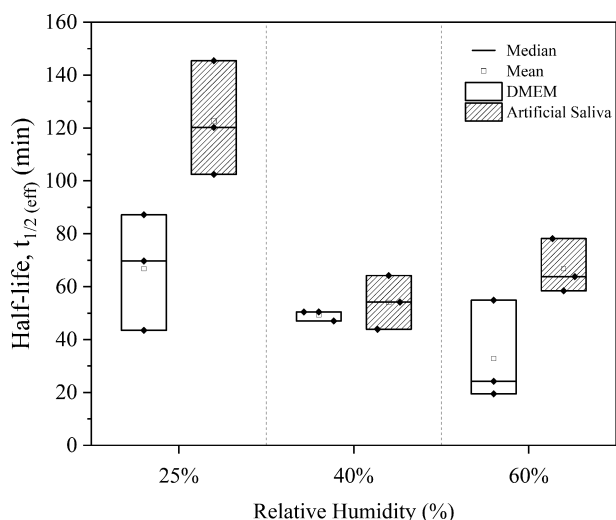 160
140
120
100
80
60
40
20
0
Half-life, t1/2 (eff) (min)
Median
Mean
DMEM
Artificial Saliva
25%
40%
60%
Relative Humidity (%)